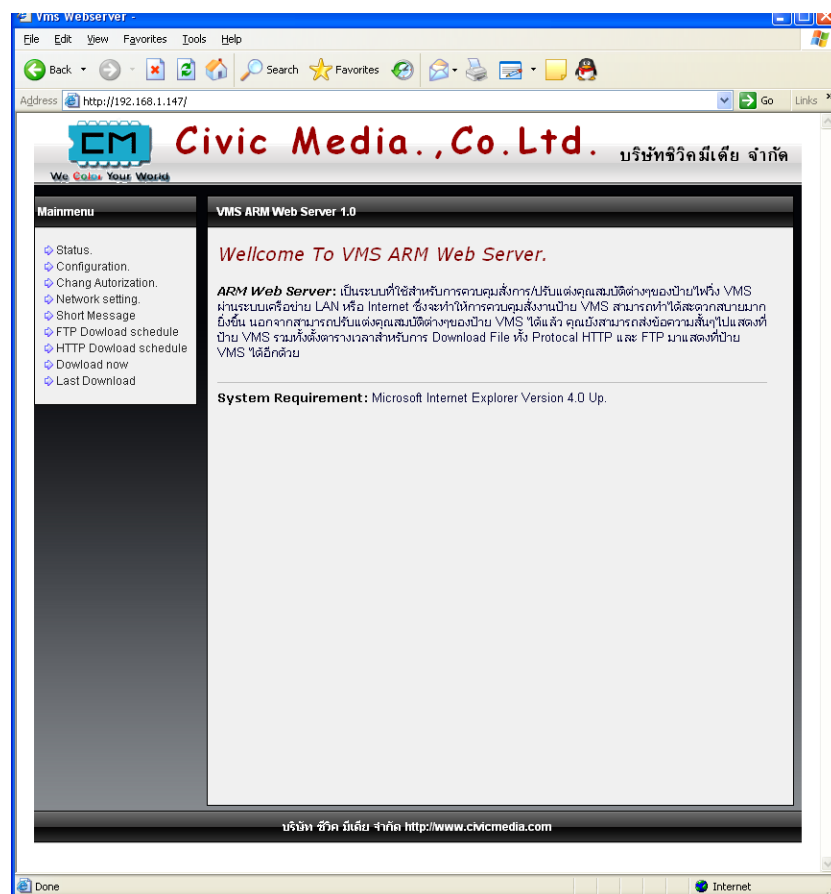 Vms Webserver -
File Edit View Favorites Tools Help
Back Search Favorites
Address http://192.168.1.147/ Go Links »
CM
We Color Your World
Civic Media.,Co.Ltd. บริษัทซิวิคมีเดีย จำกัด
Mainmenu
VMS ARM Web Server 1.0
Status.
Configuration.
Chang Autorization.
Network setting.
Short Message
FTP Dowload schedule
HTTP Dowload schedule
Dowload now
Last Download
Wellcome To VMS ARM Web Server.
ARM Web Server: เป็นระบบที่ใช้สำหรับการควบคุมสั่งการ/ปรับแต่งคุณสมบัติต่างๆของป้ายไฟวิ่ง VMS
ผ่านระบบเครือข่าย LAN หรือ Internet ซึ่งจะทำให้การควบคุมสั่งงานป้าย VMS สามารถทำได้สะดวกสบายมาก
ยิ่งขึ้น นอกจากสามารถปรับแต่งคุณสมบัติต่างๆของป้าย VMS ได้แล้ว คุณยังสามารถส่งข้อความสั้นๆไปแสดงที่
ป้าย VMS รวมทั้งตั้งตารางเวลาสำหรับการ Download File ทั้ง Protocal HTTP และ FTP มาแสดงที่ป้าย
VMS ได้อีกด้วย
System Requirement: Microsoft Internet Explorer Version 4.0 Up.
บริษัท ซีวิค มีเดีย จำกัด http://www.civicmedia.com
Done Internet